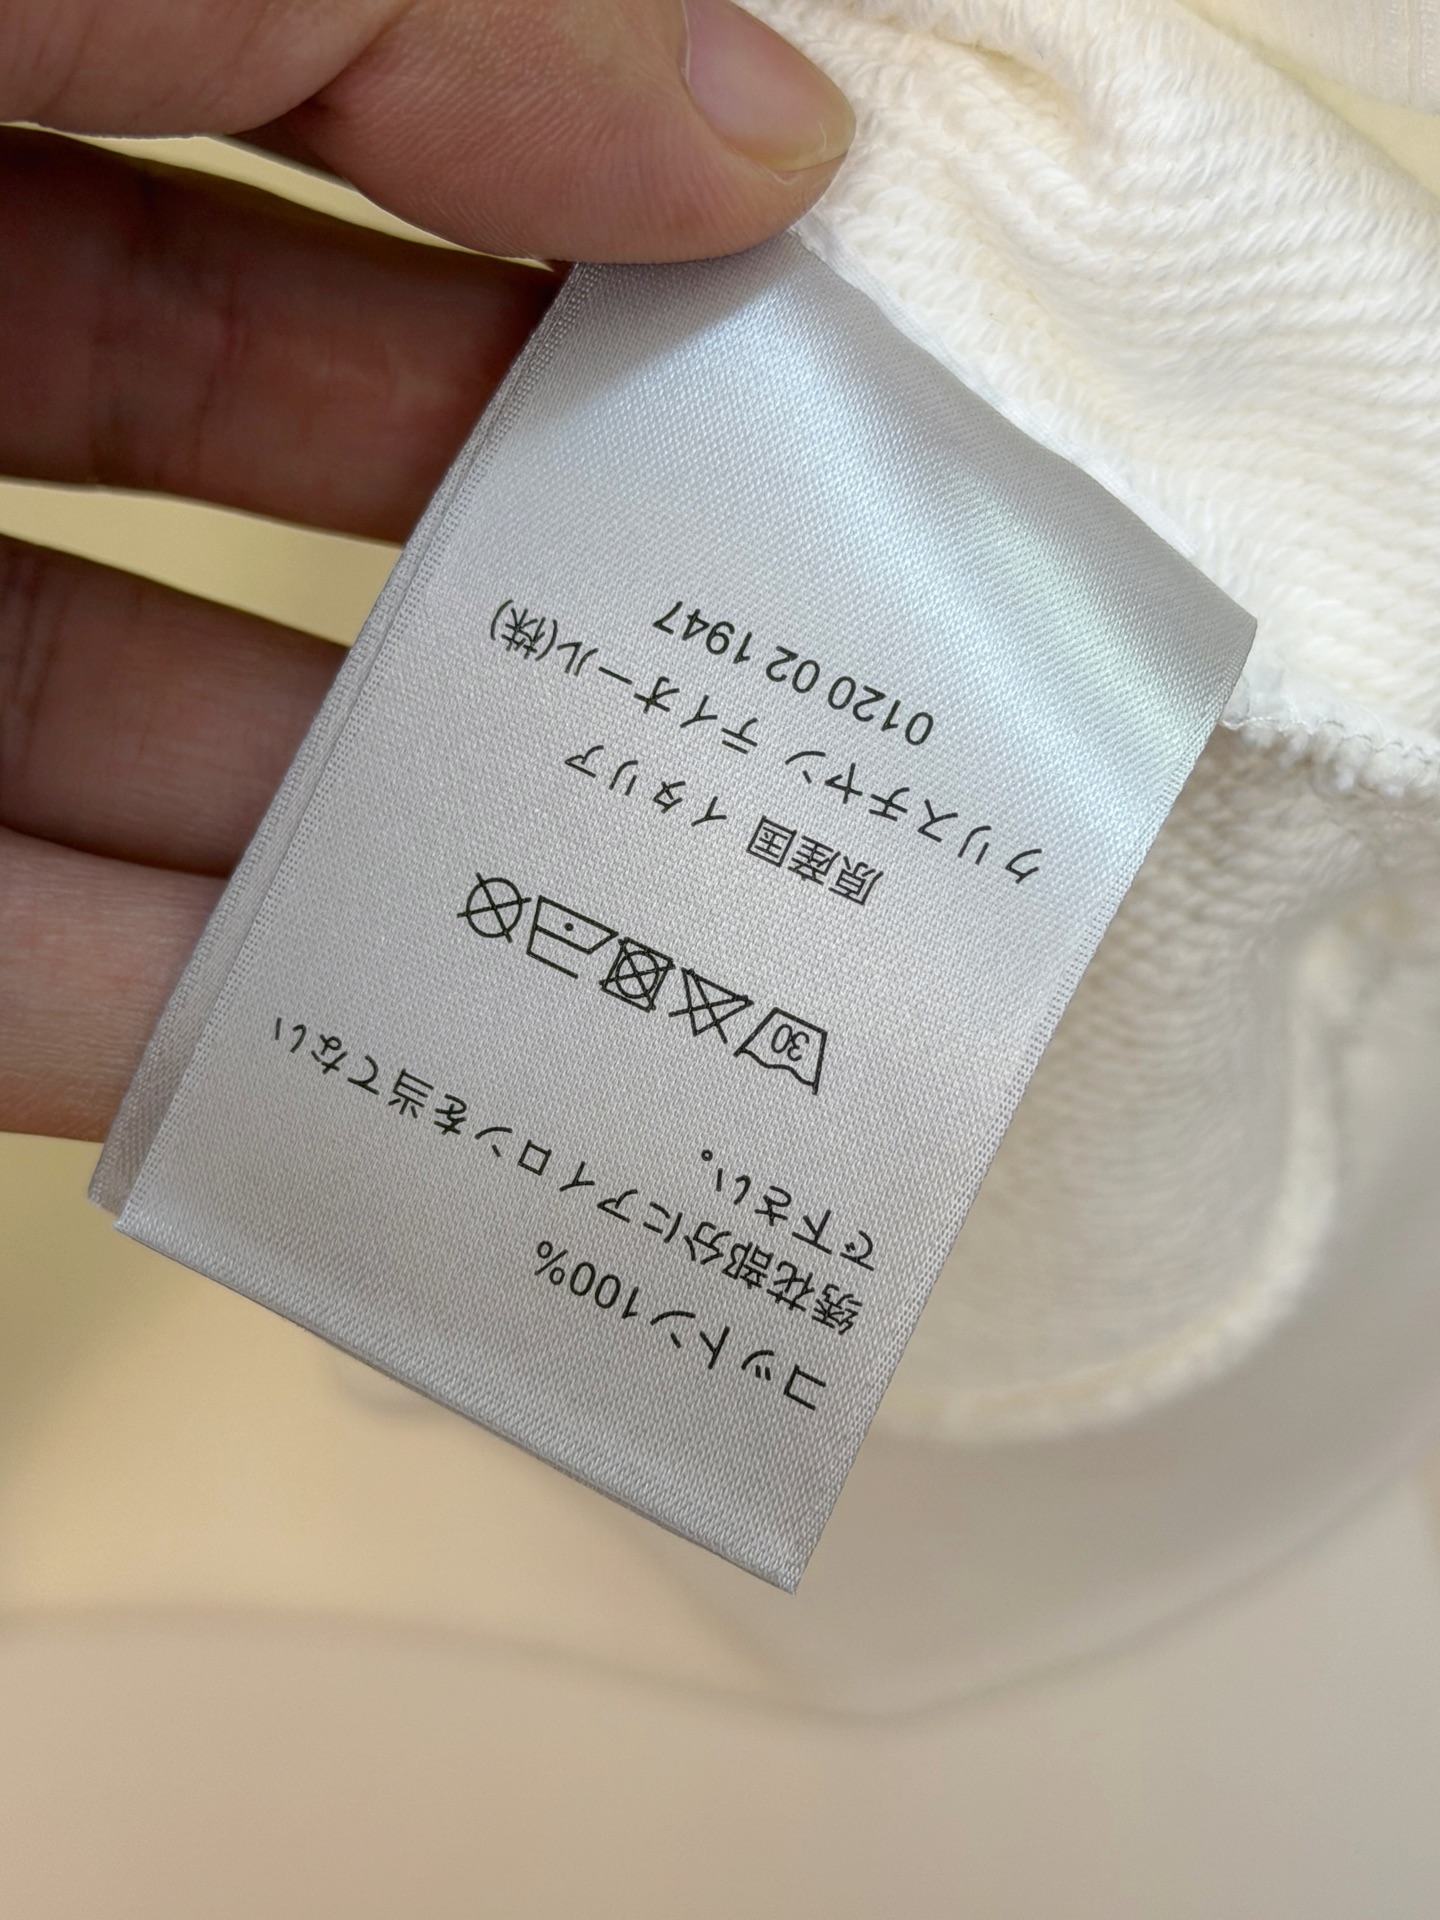 コットン100%
绣花部分にアイロンを当てない
で下さい。
30
原産国 イタリア
クリスチャン ディオール(株)
0120 02 1947